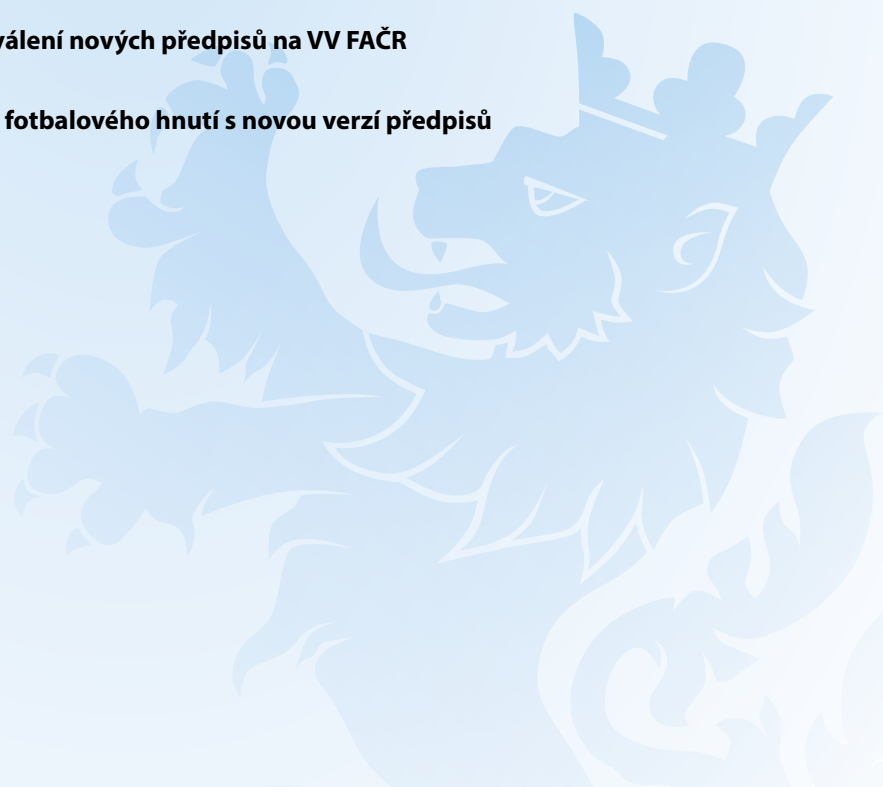 válení nových předpisů na VV FAČR
fotbalového hnutí s novou verzí předpisů